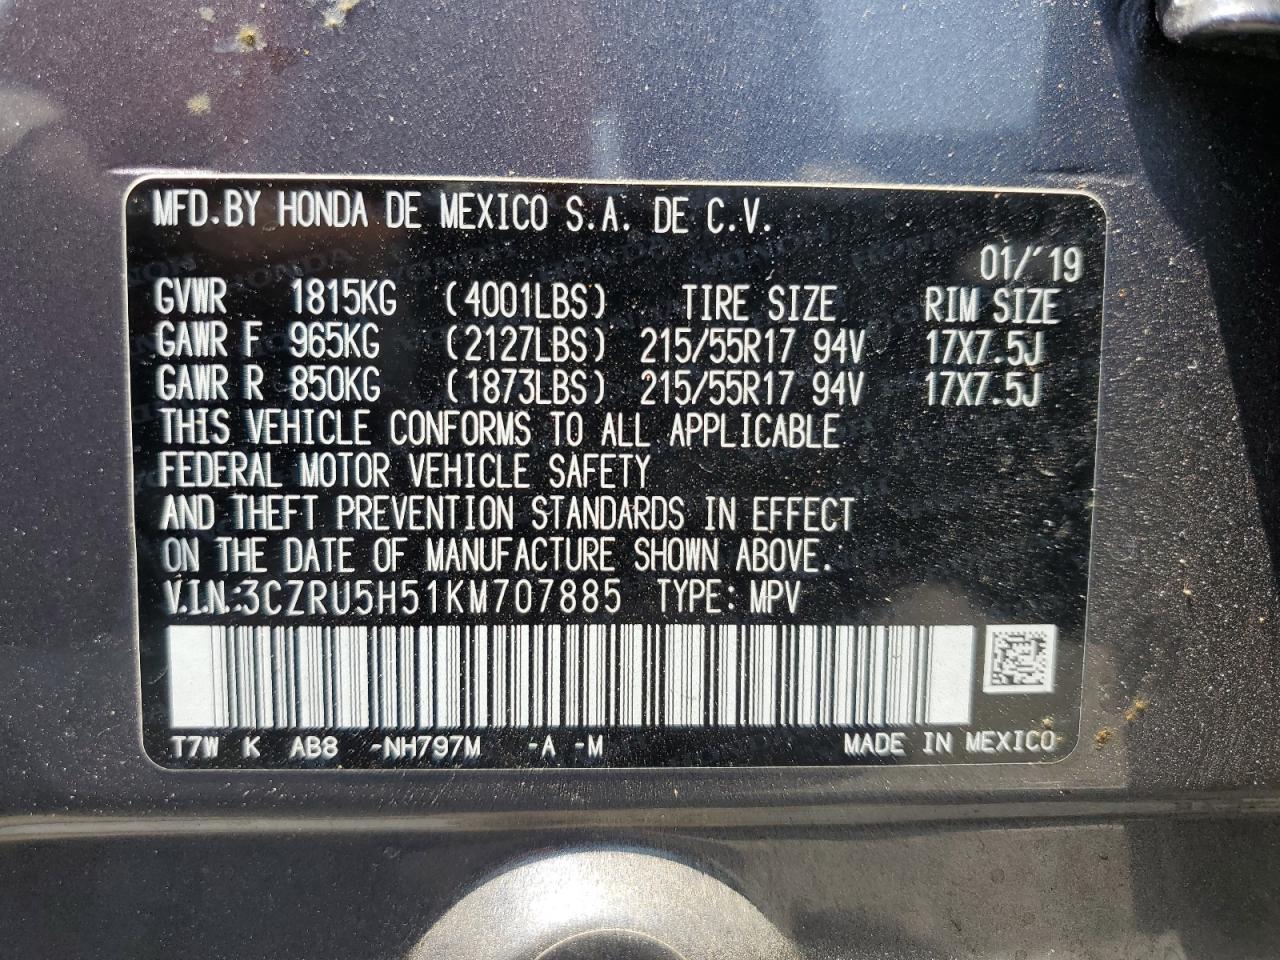 MFD.BY HONDA DE MEXICO S.A. DE C.V.
01/'19
GVWR 1815KG (4001LBS) TIRE SIZE RIM SIZE
GAWR F 965KG (2127LBS) 215/55R17 94V 17X7.5J
GAWR R 850KG (1873LBS) 215/55R17 94V 17X7.5J
THIS VEHICLE CONFORMS TO ALL APPLICABLE
FEDERAL MOTOR VEHICLE SAFETY
AND THEFT PREVENTION STANDARDS IN EFFECT
ON THE DATE OF MANUFACTURE SHOWN ABOVE.
V.I.N.:3CZRU5H51KM707885 TYPE: MPV
T7W K AB8 -NH797M -A -M MADE IN MEXICO